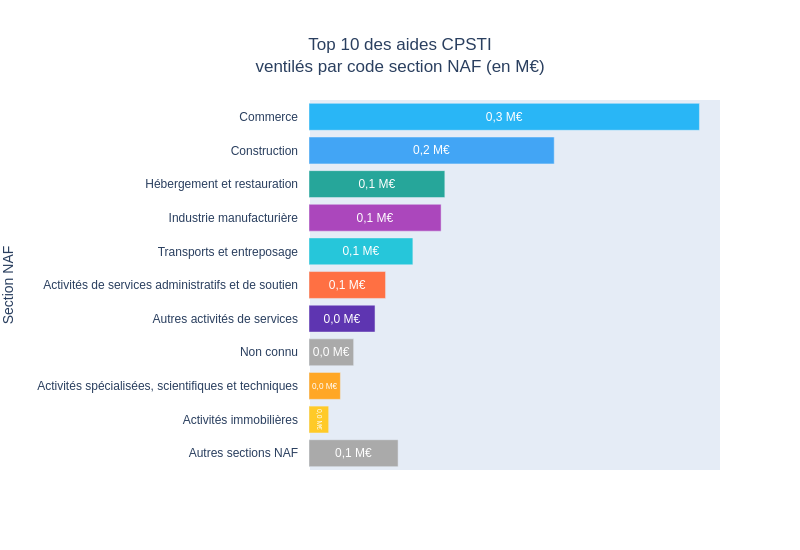 Top 10 des aides CPSTI
ventilés par code section NAF (en M€)
Section NAF
Commerce 0,3 M€
Construction 0,2 M€
Hébergement et restauration 0,1 M€
Industrie manufacturière 0,1 M€
Transports et entreposage 0,1 M€
Activités de services administratifs et de soutien 0,1 M€
Autres activités de services 0,0 M€
Non connu 0,0 M€
Activités spécialisées, scientifiques et techniques 0,0 M€
Activités immobilières 0,0 M€
Autres sections NAF 0,1 M€